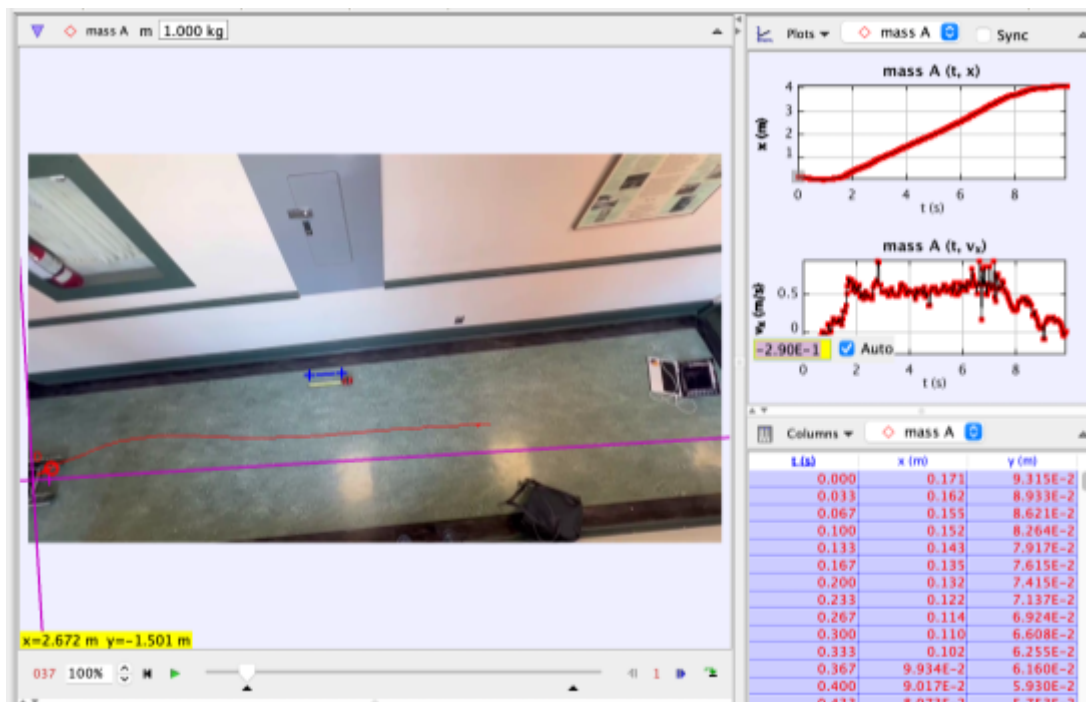 mass A m 1.000 kg
Plots mass A Sync
mass A (t, x)
x (m)
4
3
2
1
0 2 4 6 8
t (s)
mass A (t, vₓ)
vₓ (m/s)
0.5
0
-2.90E-1 Auto
0 2 4 6 8
t (s)
Columns mass A
t (s) x (m) y (m)
0.000 0.171 9.315E-2
0.033 0.162 8.933E-2
0.067 0.155 8.621E-2
0.100 0.152 8.264E-2
0.133 0.143 7.917E-2
0.167 0.135 7.615E-2
0.200 0.132 7.415E-2
0.233 0.122 7.137E-2
0.267 0.114 6.924E-2
0.300 0.110 6.608E-2
0.333 0.102 6.255E-2
0.367 9.934E-2 6.160E-2
0.400 9.017E-2 5.930E-2
x=2.672 m y=-1.501 m
037 100% 1